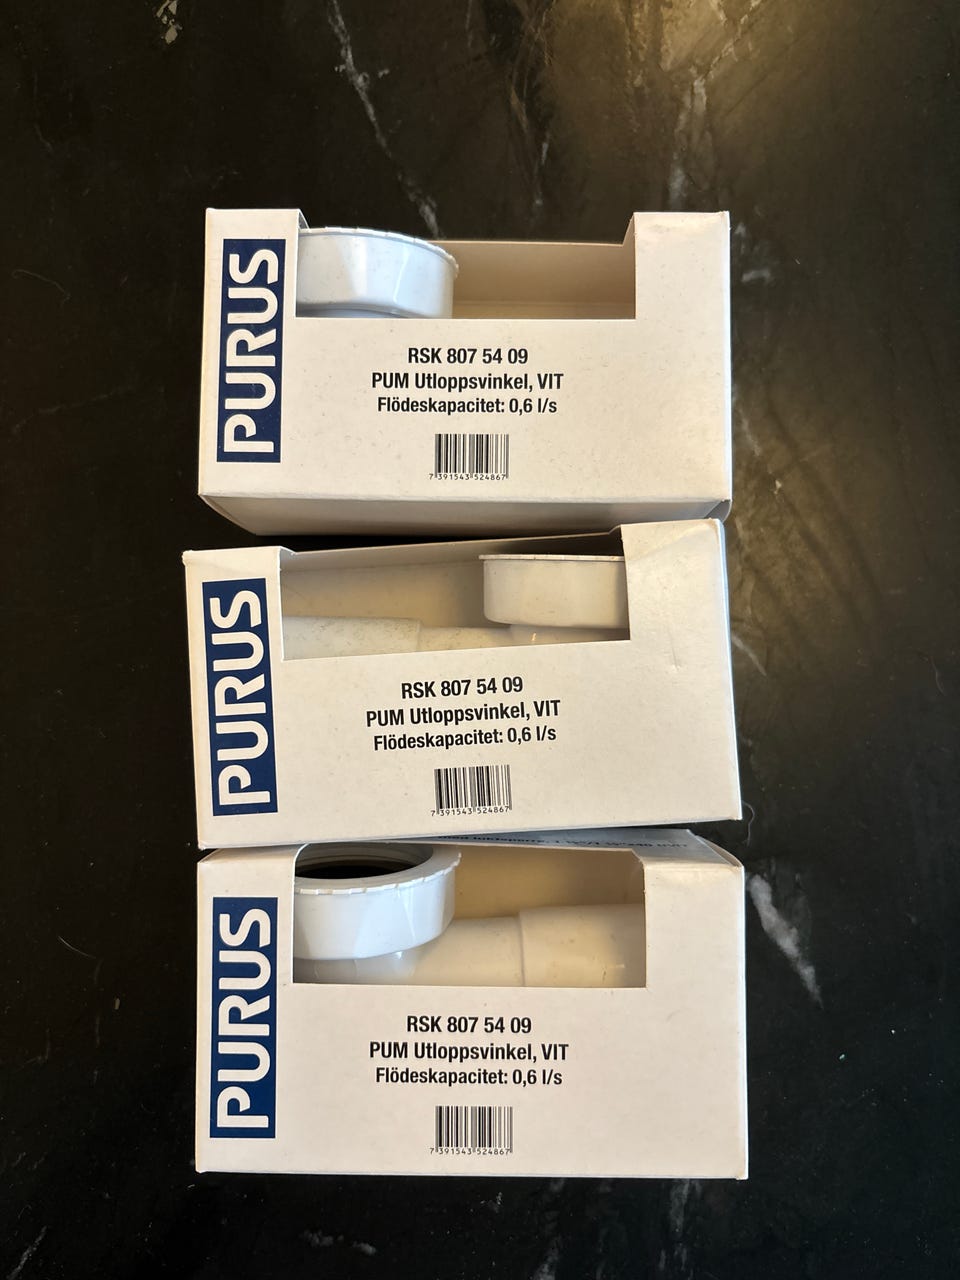 PURUS
RSK 807 54 09
PUM Utloppsvinkel, VIT
Flödeskapacitet: 0,6 l/s
7 391543 524867
PURUS
RSK 807 54 09
PUM Utloppsvinkel, VIT
Flödeskapacitet: 0,6 l/s
7 391543 524867
PURUS
RSK 807 54 09
PUM Utloppsvinkel, VIT
Flödeskapacitet: 0,6 l/s
7 391543 524867